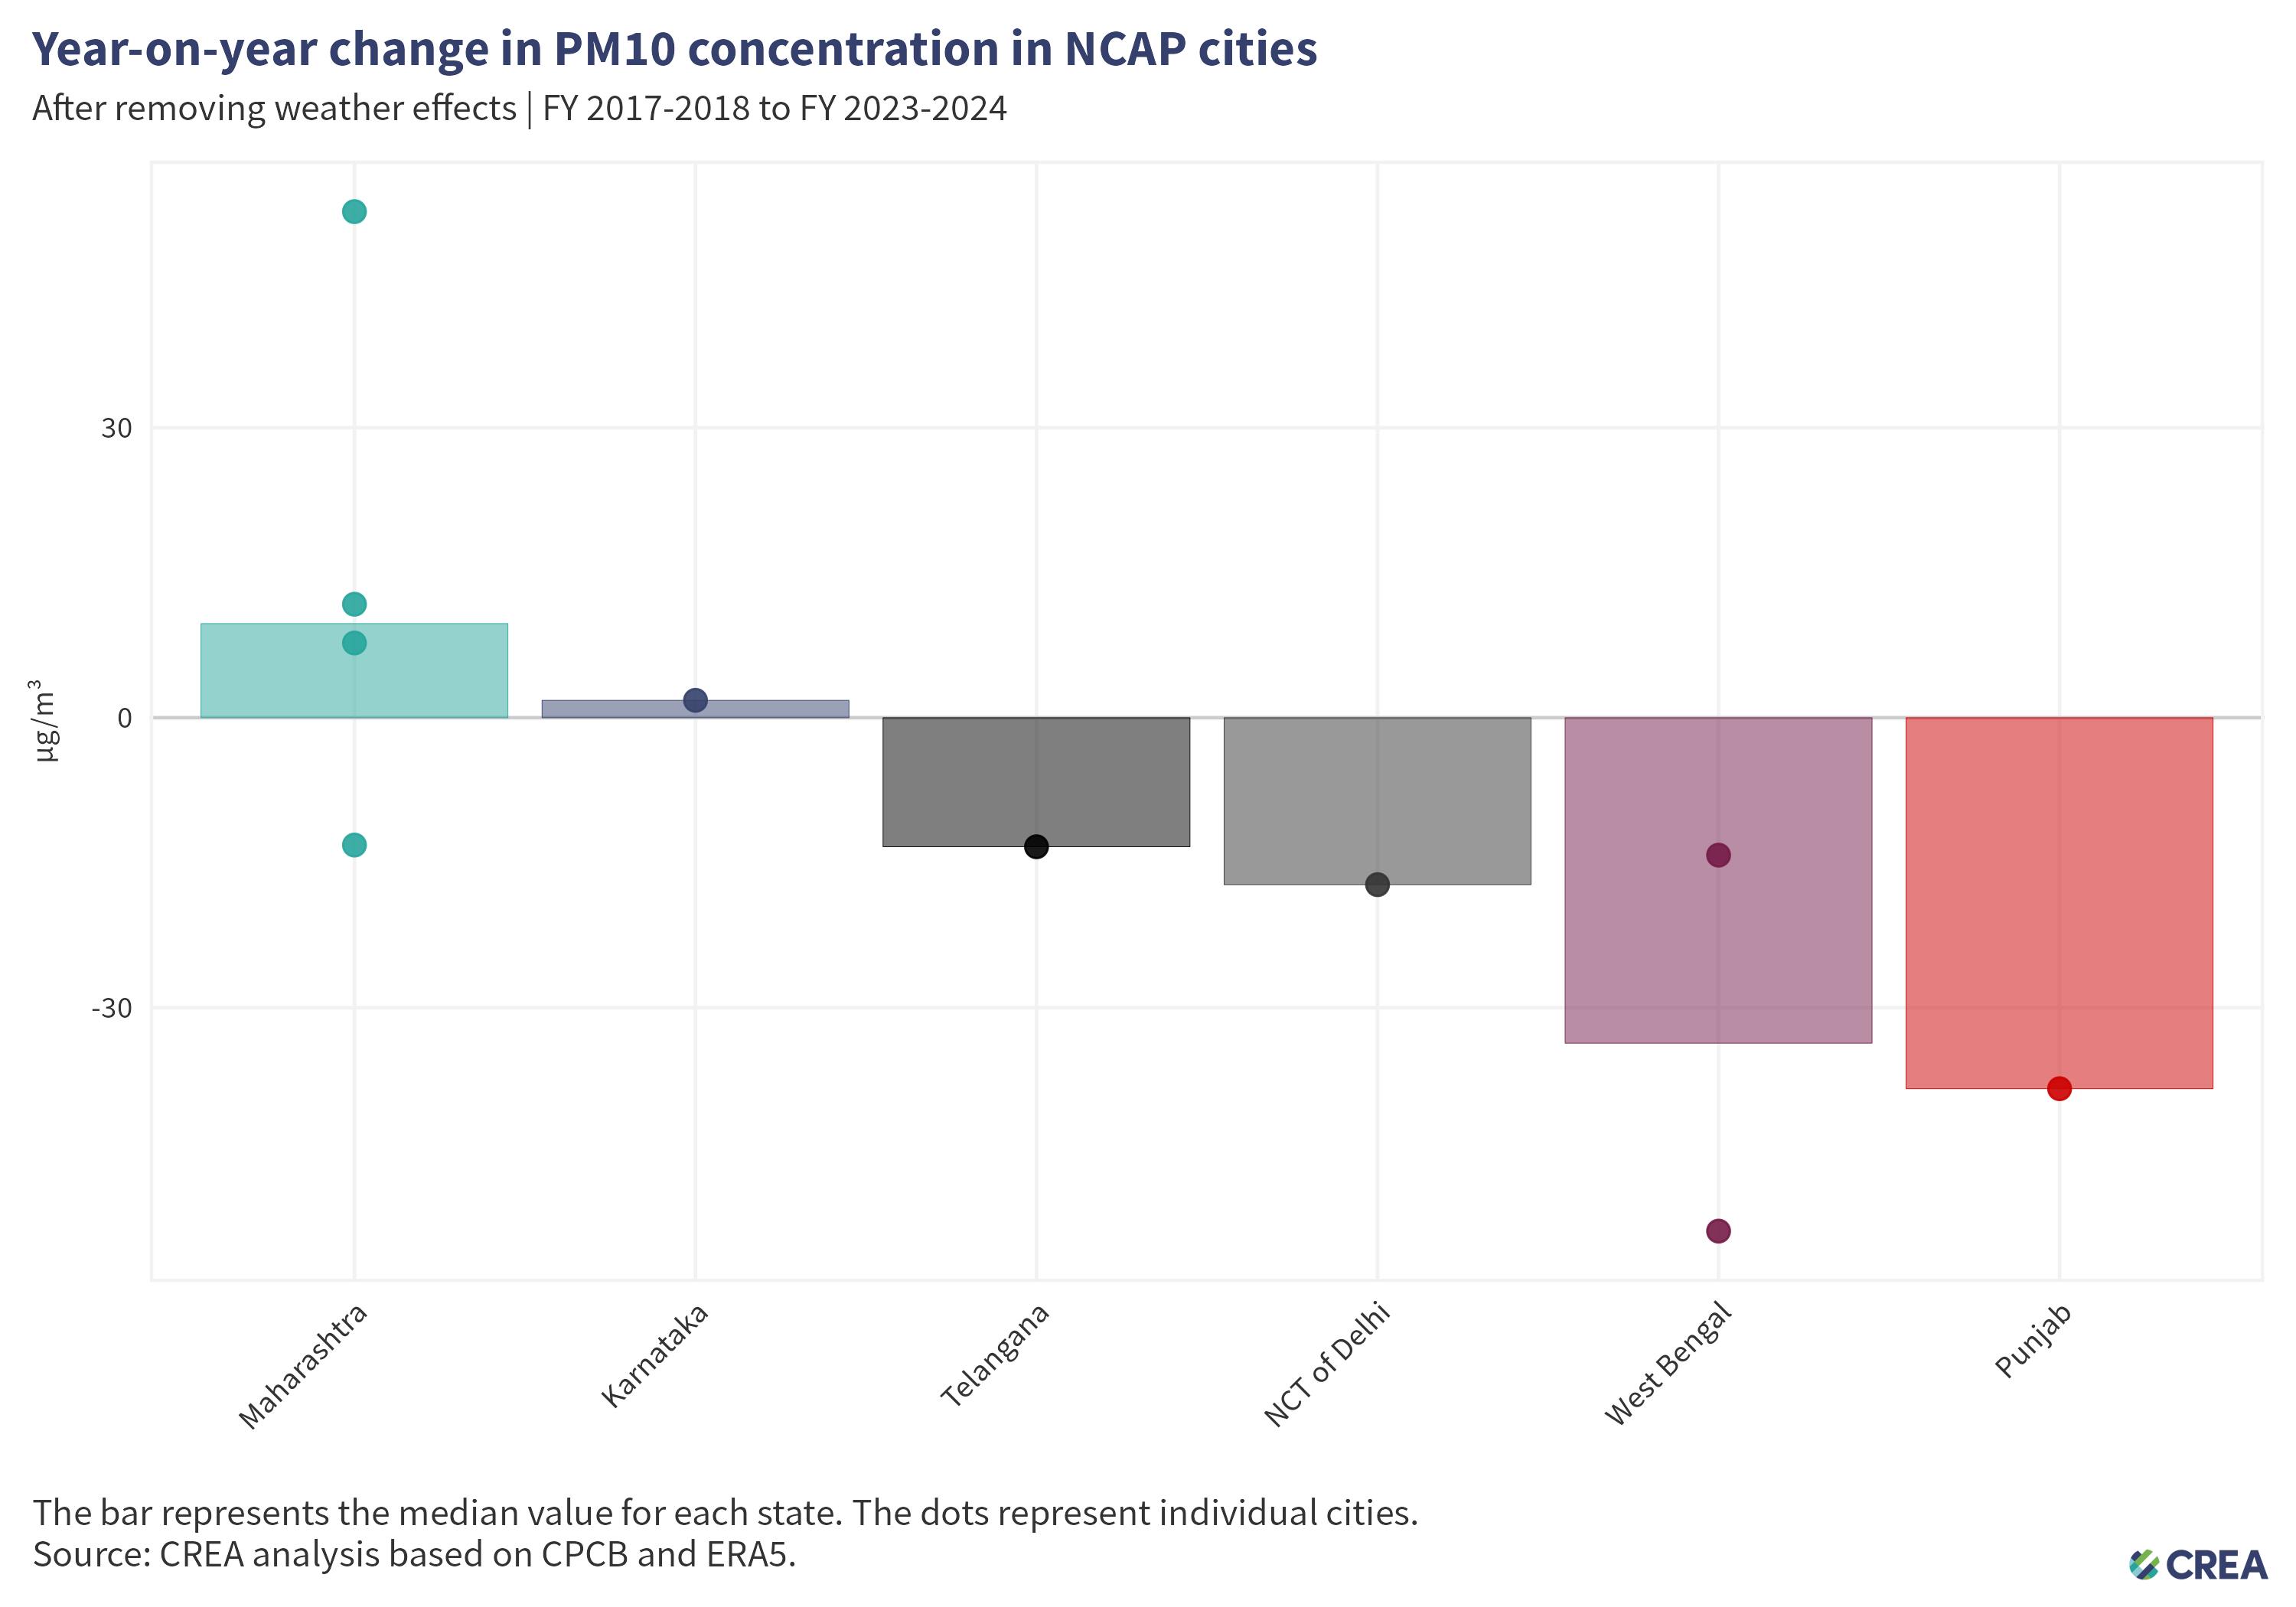 Year-on-year change in PM10 concentration in NCAP cities
After removing weather effects | FY 2017-2018 to FY 2023-2024
30
0
-30
µg/m³
Maharashtra
Karnataka
Telangana
NCT of Delhi
West Bengal
Punjab
The bar represents the median value for each state. The dots represent individual cities.
Source: CREA analysis based on CPCB and ERA5.
CREA